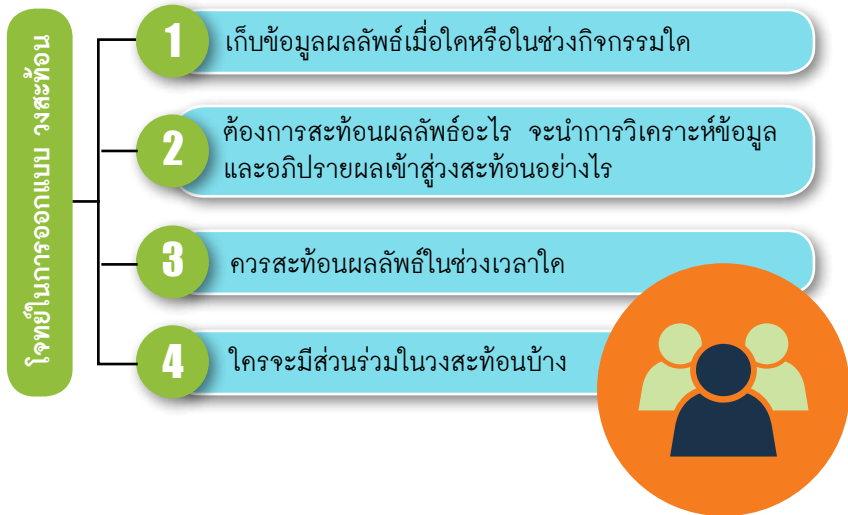 โจทย์ในการออกแบบ วงสะท้อน
1
เก็บข้อมูลผลลัพธ์เมื่อใดหรือในช่วงกิจกรรมใด
2
ต้องการสะท้อนผลลัพธ์อะไร จะนำการวิเคราะห์ข้อมูล
และอภิปรายผลเข้าสู่วงสะท้อนอย่างไร
3
ควรสะท้อนผลลัพธ์ในช่วงเวลาใด
4
ใครจะมีส่วนร่วมในวงสะท้อนบ้าง